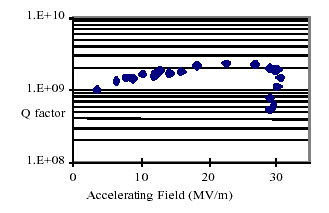 1.E+10
1.E+09
Q factor
1.E+08
0 10 20 30
Accelerating Field (MV/m)